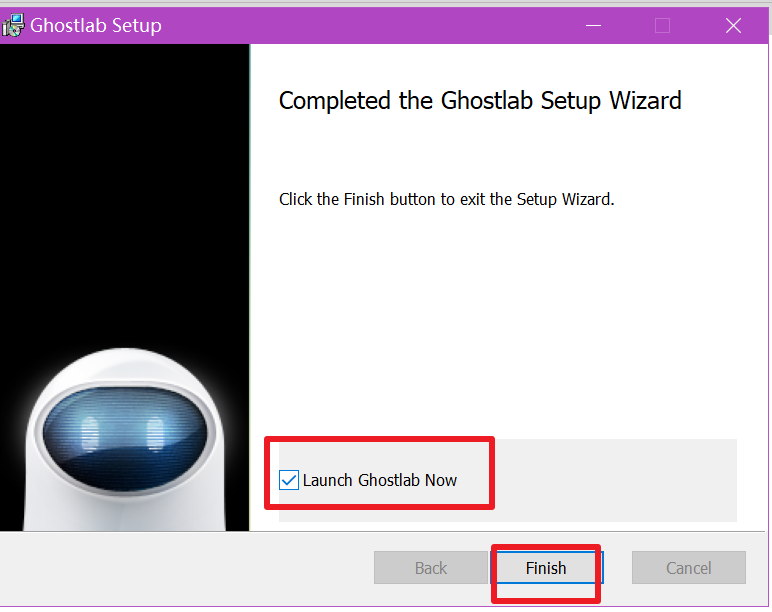 Ghostlab Setup
Completed the Ghostlab Setup Wizard
Click the Finish button to exit the Setup Wizard.
Launch Ghostlab Now
Back
Finish
Cancel